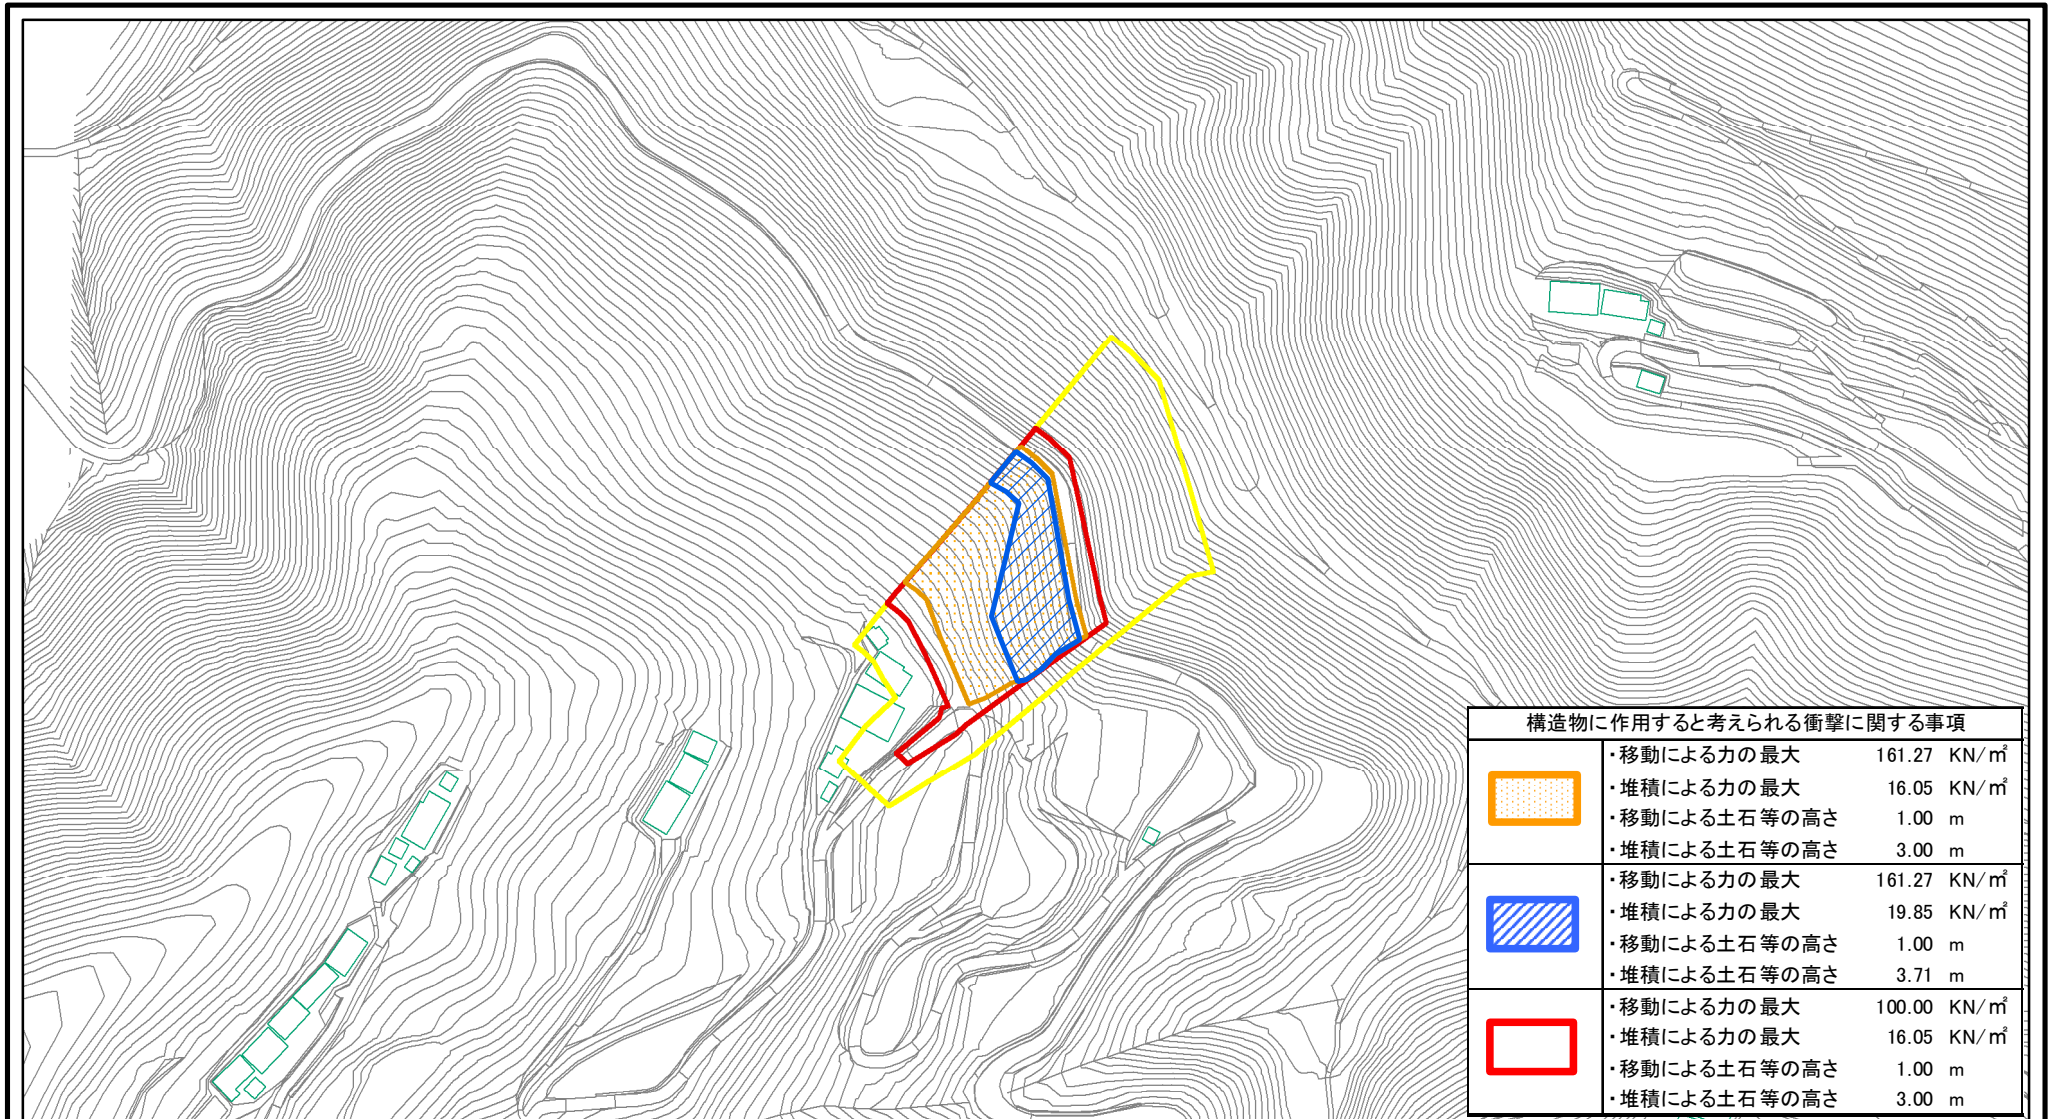 構造物に作用すると考えられる衝撃に関する事項
・移動による力の最大 161.27 KN/㎡
・堆積による力の最大 16.05 KN/㎡
・移動による土石等の高さ 1.00 m
・堆積による土石等の高さ 3.00 m
・移動による力の最大 161.27 KN/㎡
・堆積による力の最大 19.85 KN/㎡
・移動による土石等の高さ 1.00 m
・堆積による土石等の高さ 3.71 m
・移動による力の最大 100.00 KN/㎡
・堆積による力の最大 16.05 KN/㎡
・移動による土石等の高さ 1.00 m
・堆積による土石等の高さ 3.00 m